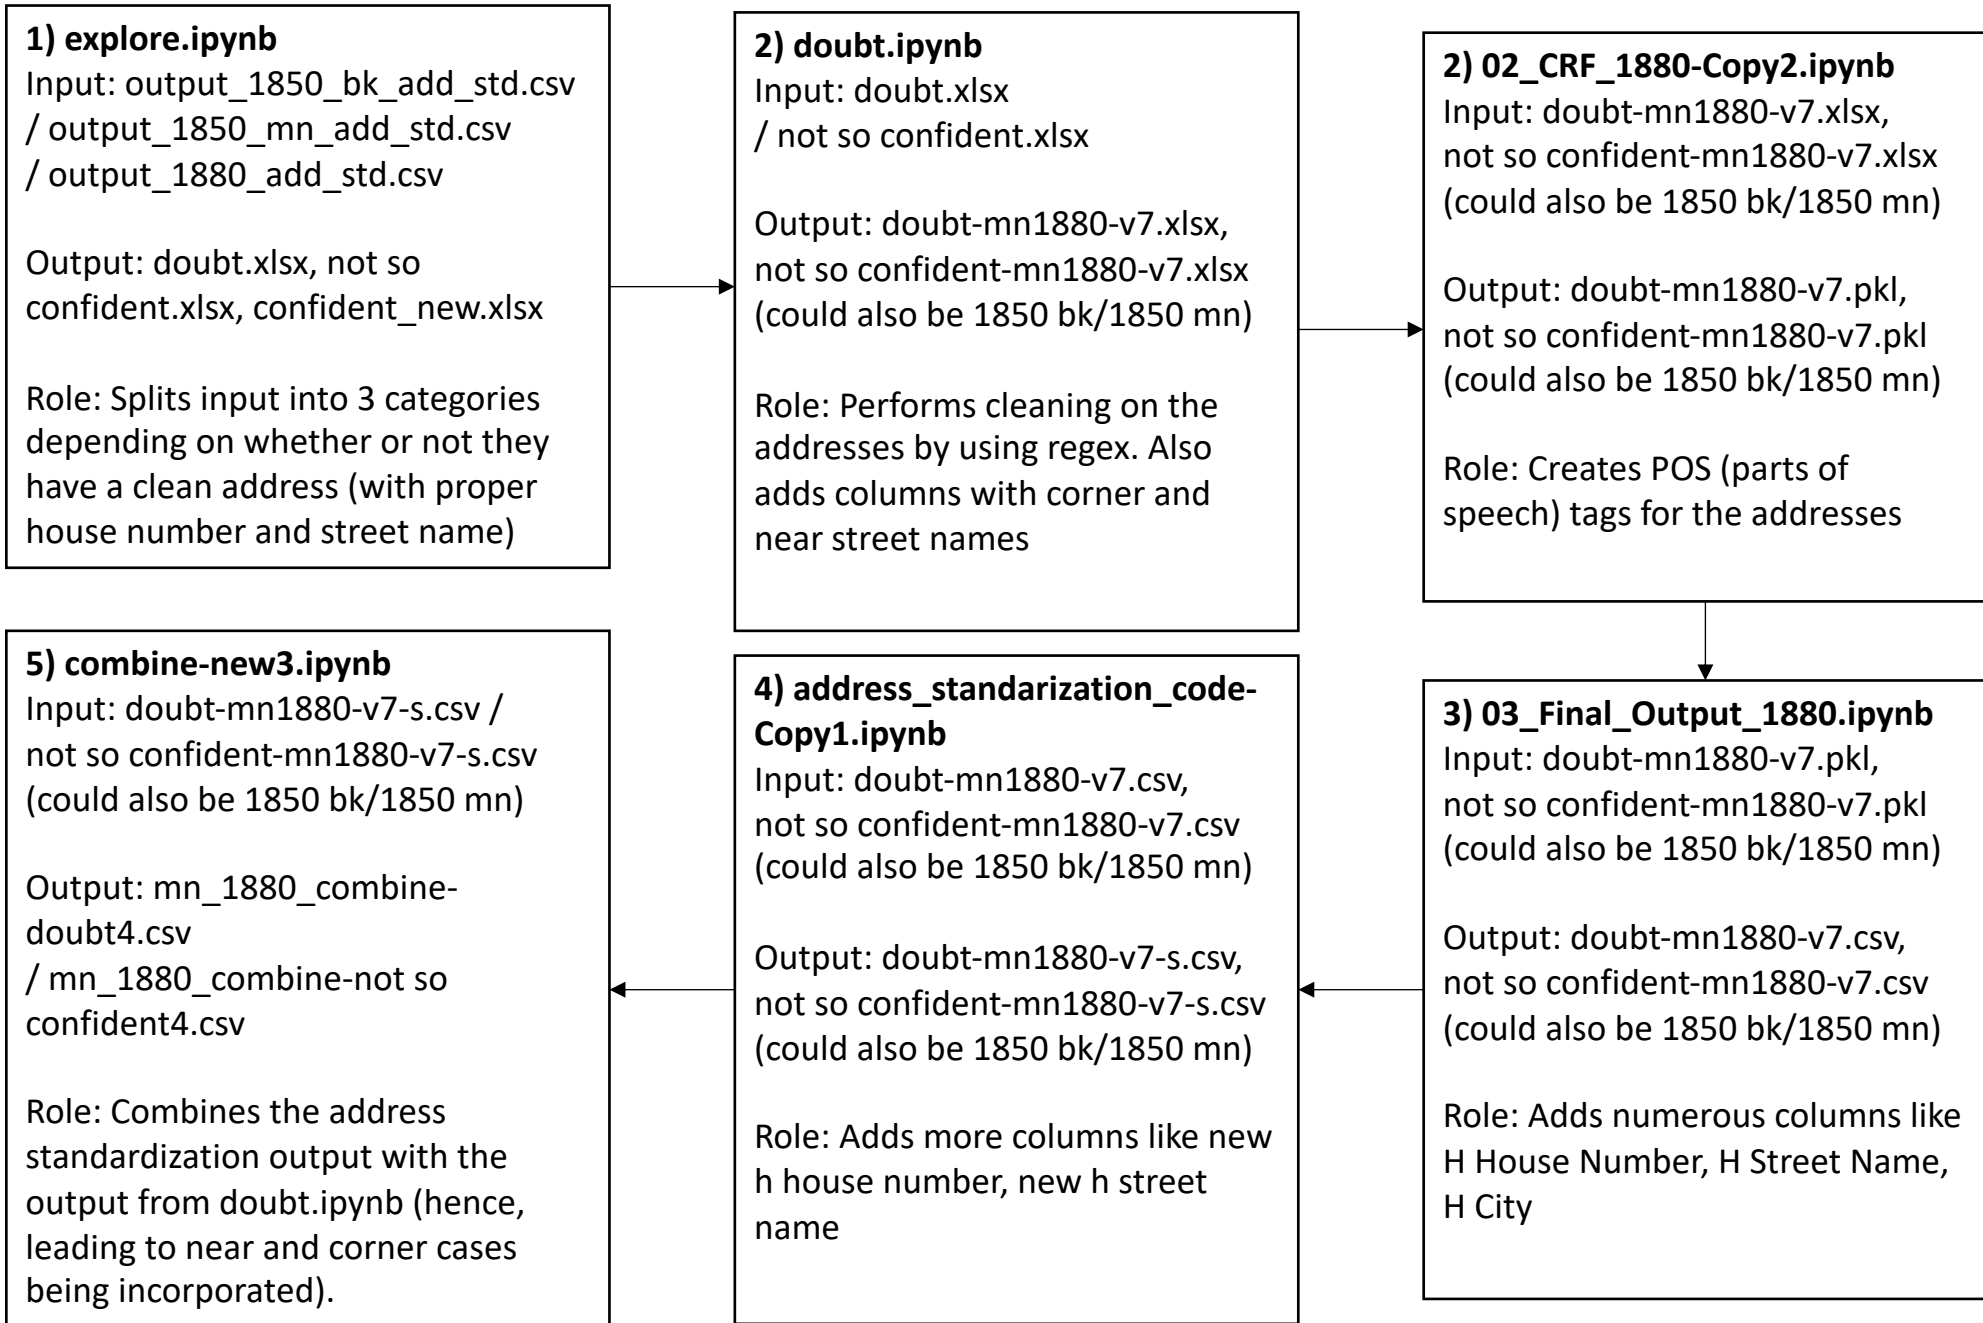 1) explore.ipynb
Input: output_1850_bk_add_std.csv
/ output_1850_mn_add_std.csv
/ output_1880_add_std.csv
Output: doubt.xlsx, not so
confident.xlsx, confident_new.xlsx
Role: Splits input into 3 categories
depending on whether or not they
have a clean address (with proper
house number and street name)
2) doubt.ipynb
Input: doubt.xlsx
/ not so confident.xlsx
Output: doubt-mn1880-v7.xlsx,
not so confident-mn1880-v7.xlsx
(could also be 1850 bk/1850 mn)
Role: Performs cleaning on the
addresses by using regex. Also
adds columns with corner and
near street names
2) 02_CRF_1880-Copy2.ipynb
Input: doubt-mn1880-v7.xlsx,
not so confident-mn1880-v7.xlsx
(could also be 1850 bk/1850 mn)
Output: doubt-mn1880-v7.pkl,
not so confident-mn1880-v7.pkl
(could also be 1850 bk/1850 mn)
Role: Creates POS (parts of
speech) tags for the addresses
3) 03_Final_Output_1880.ipynb
Input: doubt-mn1880-v7.pkl,
not so confident-mn1880-v7.pkl
(could also be 1850 bk/1850 mn)
Output: doubt-mn1880-v7.csv,
not so confident-mn1880-v7.csv
(could also be 1850 bk/1850 mn)
Role: Adds numerous columns like
H House Number, H Street Name,
H City
4) address_standarization_code-
Copy1.ipynb
Input: doubt-mn1880-v7.csv,
not so confident-mn1880-v7.csv
(could also be 1850 bk/1850 mn)
Output: doubt-mn1880-v7-s.csv,
not so confident-mn1880-v7-s.csv
(could also be 1850 bk/1850 mn)
Role: Adds more columns like new
h house number, new h street
name
5) combine-new3.ipynb
Input: doubt-mn1880-v7-s.csv /
not so confident-mn1880-v7-s.csv
(could also be 1850 bk/1850 mn)
Output: mn_1880_combine-
doubt4.csv
/ mn_1880_combine-not so
confident4.csv
Role: Combines the address
standardization output with the
output from doubt.ipynb (hence,
leading to near and corner cases
being incorporated).